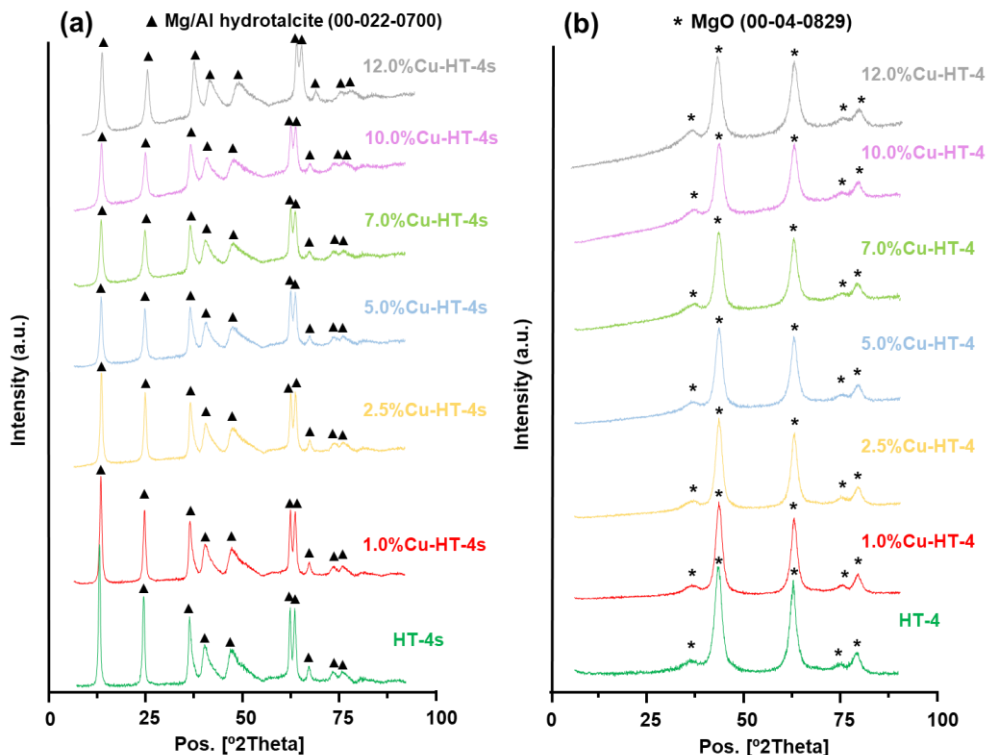 (a)
▲ Mg/Al hydrotalcite (00-022-0700)
12.0%Cu-HT-4s
10.0%Cu-HT-4s
7.0%Cu-HT-4s
5.0%Cu-HT-4s
2.5%Cu-HT-4s
1.0%Cu-HT-4s
HT-4s
Intensity (a.u.)
0 25 50 75 100
Pos. [º2Theta]
(b)
* MgO (00-04-0829)
12.0%Cu-HT-4
10.0%Cu-HT-4
7.0%Cu-HT-4
5.0%Cu-HT-4
2.5%Cu-HT-4
1.0%Cu-HT-4
HT-4
Intensity (a.u.)
0 25 50 75 100
Pos. [º2Theta]